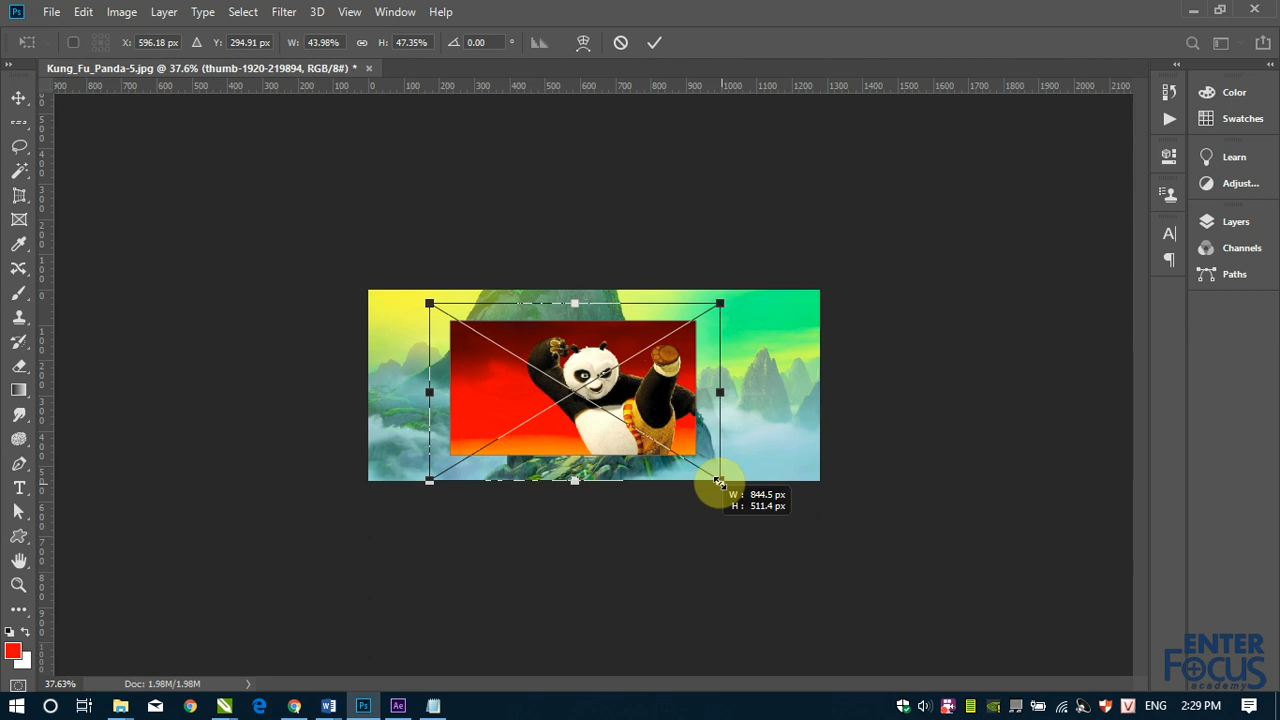 Ps File Edit Image Layer Type Select Filter 3D View Window Help
X: 596.18 px Y: 294.91 px W: 43.98% H: 47.35% 0.00 °
Kung_Fu_Panda-5.jpg @ 37.6% (thumb-1920-219894, RGB/8#) * ×
900 800 700 600 500 400 300 200 100 0 100 200 300 400 500 600 700 800 900 1000 1100 1200 1300 1400 1500 1600 1700 1800 1900 2000 2100
Color
Swatches
Learn
Adjust...
Layers
Channels
Paths
W : 844.5 px
H : 511.4 px
ENTER
FOCUS
academy
37.63% Doc: 1.98M/1.98M
Ps Ae ENG 2:29 PM